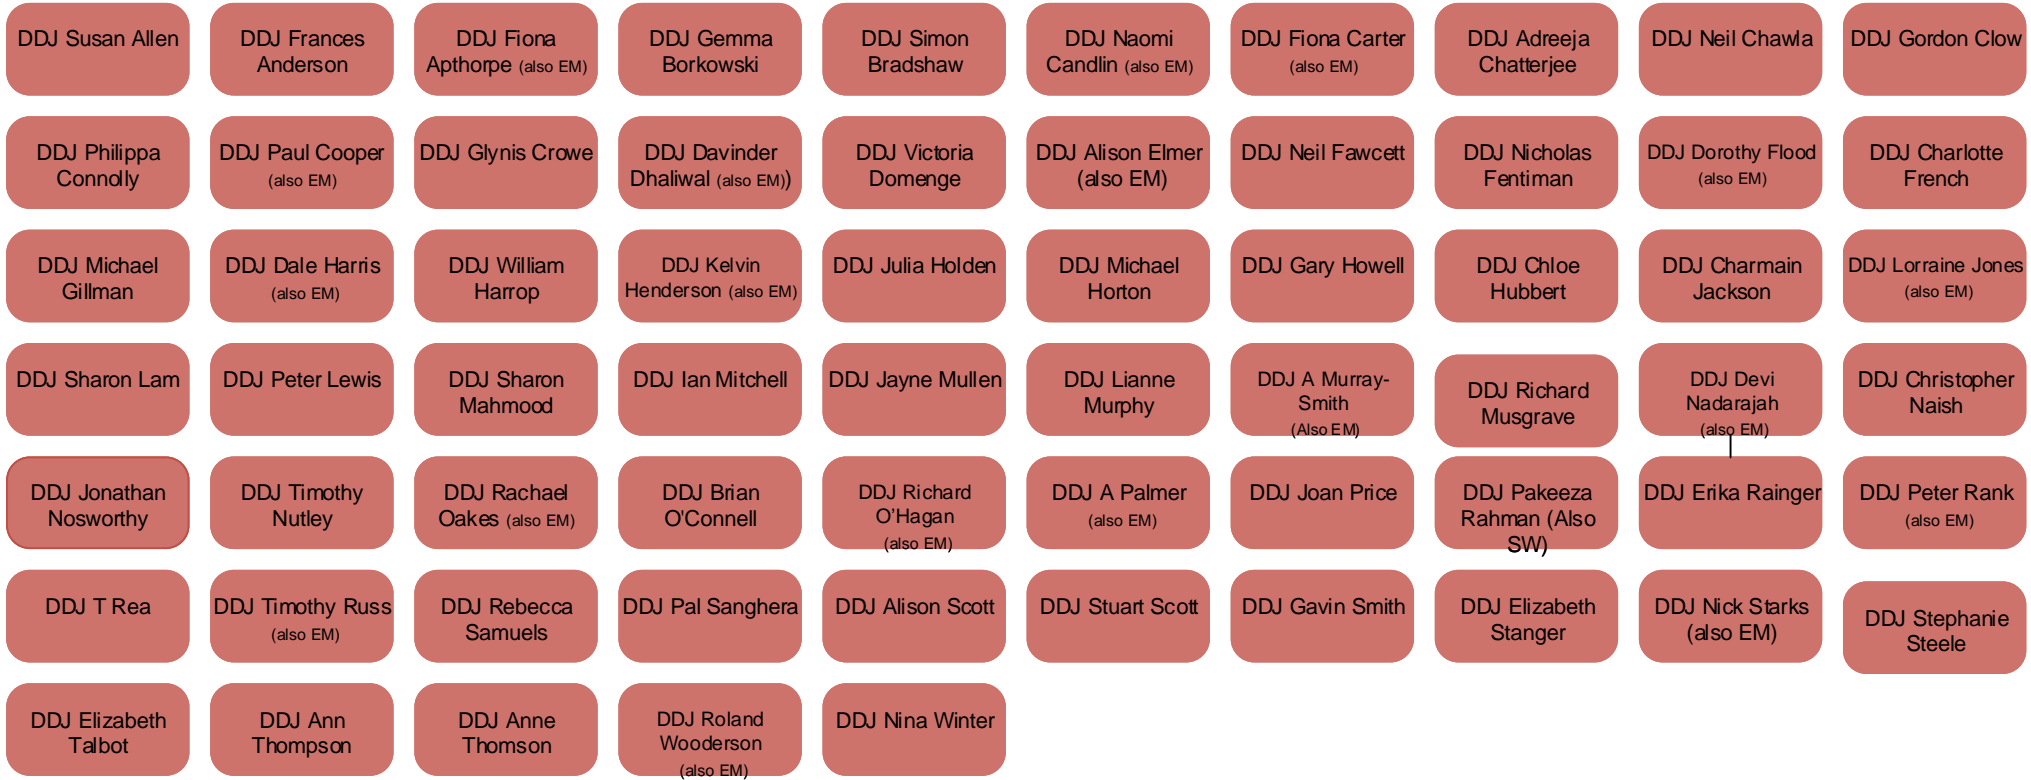 DDJ Susan Allen
DDJ Frances
Anderson
DDJ Fiona
Apthorpe (also EM)
DDJ Gemma
Borkowski
DDJ Simon
Bradshaw
DDJ Naomi
Candlin (also EM)
DDJ Fiona Carter
(also EM)
DDJ Adreeja
Chatterjee
DDJ Neil Chawla
DDJ Gordon Clow
DDJ Philippa
Connolly
DDJ Paul Cooper
(also EM)
DDJ Glynis Crowe
DDJ Davinder
Dhaliwal (also EM))
DDJ Victoria
Domenge
DDJ Alison Elmer
(also EM)
DDJ Neil Fawcett
DDJ Nicholas
Fentiman
DDJ Dorothy Flood
(also EM)
DDJ Charlotte
French
DDJ Michael
Gillman
DDJ Dale Harris
(also EM)
DDJ William
Harrop
DDJ Kelvin
Henderson (also EM)
DDJ Julia Holden
DDJ Michael
Horton
DDJ Gary Howell
DDJ Chloe
Hubbert
DDJ Charmain
Jackson
DDJ Lorraine Jones
(also EM)
DDJ Sharon Lam
DDJ Peter Lewis
DDJ Sharon
Mahmood
DDJ Ian Mitchell
DDJ Jayne Mullen
DDJ Lianne
Murphy
DDJ A Murray-
Smith
(Also EM)
DDJ Richard
Musgrave
DDJ Devi
Nadarajah
(also EM)
DDJ Christopher
Naish
DDJ Jonathan
Nosworthy
DDJ Timothy
Nutley
DDJ Rachael
Oakes (also EM)
DDJ Brian
O'Connell
DDJ Richard
O’Hagan
(also EM)
DDJ A Palmer
(also EM)
DDJ Joan Price
DDJ Pakeeza
Rahman (Also
SW)
DDJ Erika Rainger
DDJ Peter Rank
(also EM)
DDJ T Rea
DDJ Timothy Russ
(also EM)
DDJ Rebecca
Samuels
DDJ Pal Sanghera
DDJ Alison Scott
DDJ Stuart Scott
DDJ Gavin Smith
DDJ Elizabeth
Stanger
DDJ Nick Starks
(also EM)
DDJ Stephanie
Steele
DDJ Elizabeth
Talbot
DDJ Ann
Thompson
DDJ Anne
Thomson
DDJ Roland
Wooderson
(also EM)
DDJ Nina Winter